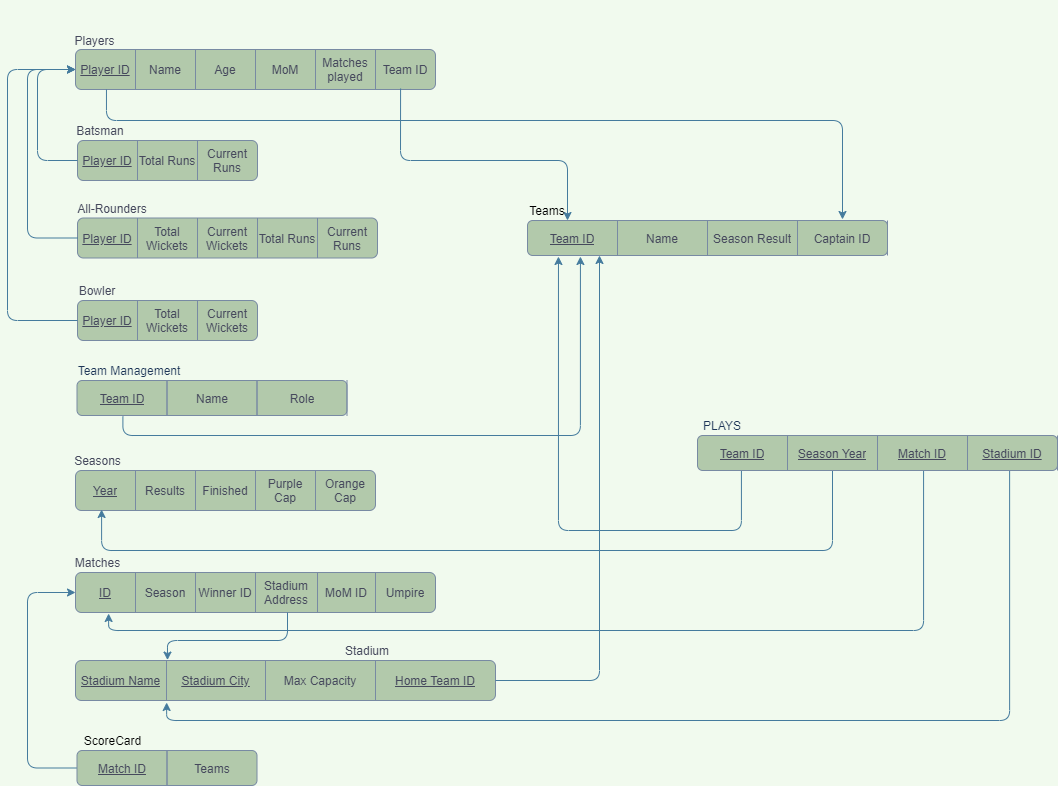 Players
Player ID Name Age MoM Matches played Team ID
Batsman
Player ID Total Runs Current Runs
All-Rounders
Player ID Total Wickets Current Wickets Total Runs Current Runs
Teams
Team ID Name Season Result Captain ID
Bowler
Player ID Total Wickets Current Wickets
Team Management
Team ID Name Role
PLAYS
Team ID Season Year Match ID Stadium ID
Seasons
Year Results Finished Purple Cap Orange Cap
Matches
ID Season Winner ID Stadium Address MoM ID Umpire
Stadium
Stadium Name Stadium City Max Capacity Home Team ID
ScoreCard
Match ID Teams